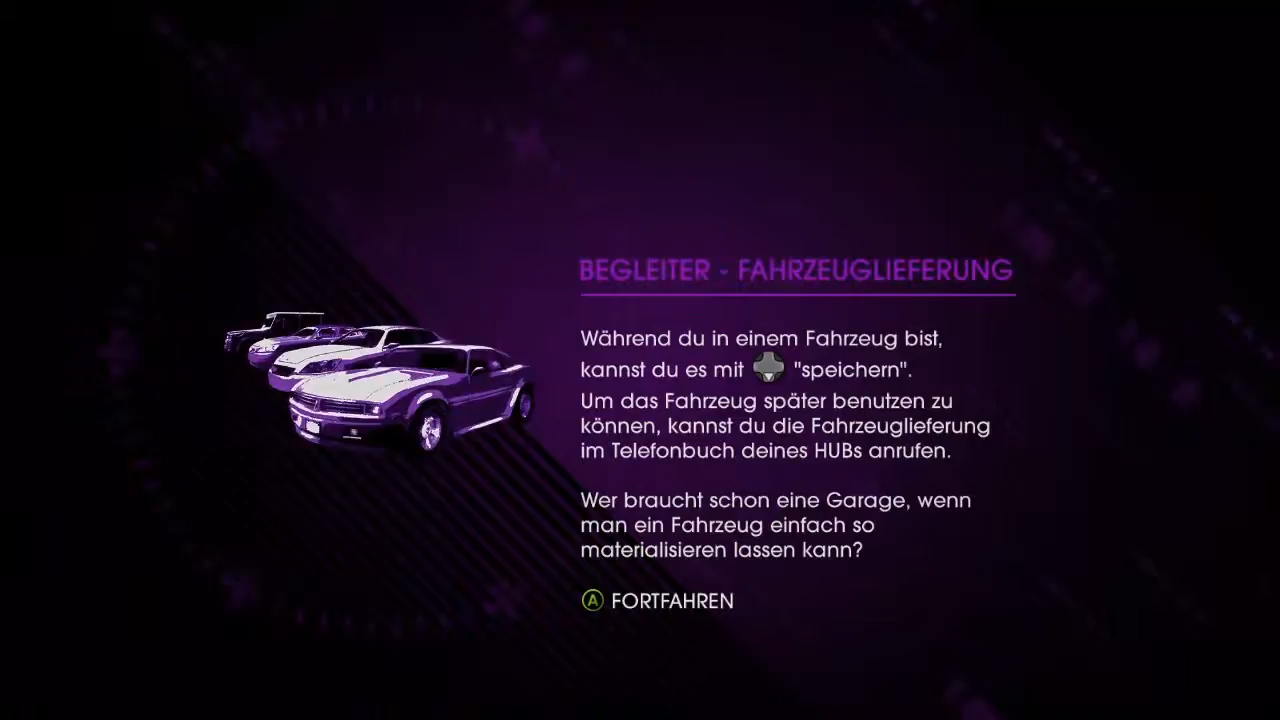 BEGLEITER - FAHRZEUGLIEFERUNG
Während du in einem Fahrzeug bist,
kannst du es mit "speichern".
Um das Fahrzeug später benutzen zu
können, kannst du die Fahrzeuglieferung
im Telefonbuch deines HUBs anrufen.
Wer braucht schon eine Garage, wenn
man ein Fahrzeug einfach so
materialisieren lassen kann?
A FORTFAHREN